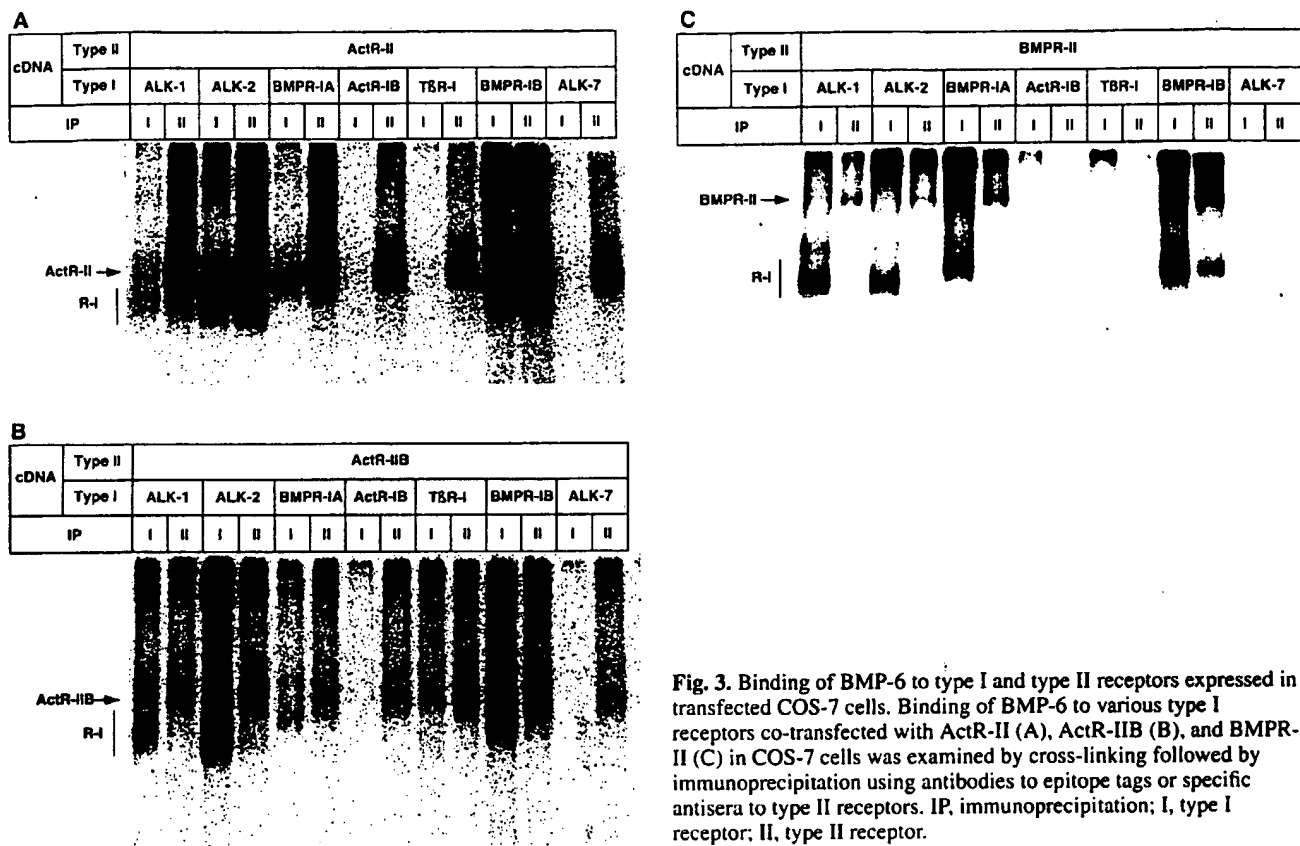 A
cDNA Type II ActR-II
Type I ALK-1 ALK-2 BMPR-IA ActR-IB TβR-I BMPR-IB ALK-7
IP I II I II I II I II I II I II I II
ActR-II
R-I
B
cDNA Type II ActR-IIB
Type I ALK-1 ALK-2 BMPR-IA ActR-IB TβR-I BMPR-IB ALK-7
IP I II I II I II I II I II I II I II
ActR-IIB
R-I
C
cDNA Type II BMPR-II
Type I ALK-1 ALK-2 BMPR-IA ActR-IB TβR-I BMPR-IB ALK-7
IP I II I II I II I II I II I II I II
BMPR-II
R-I
Fig. 3. Binding of BMP-6 to type I and type II receptors expressed in
transfected COS-7 cells. Binding of BMP-6 to various type I
receptors co-transfected with ActR-II (A), ActR-IIB (B), and BMPR-
II (C) in COS-7 cells was examined by cross-linking followed by
immunoprecipitation using antibodies to epitope tags or specific
antisera to type II receptors. IP, immunoprecipitation; I, type I
receptor; II, type II receptor.